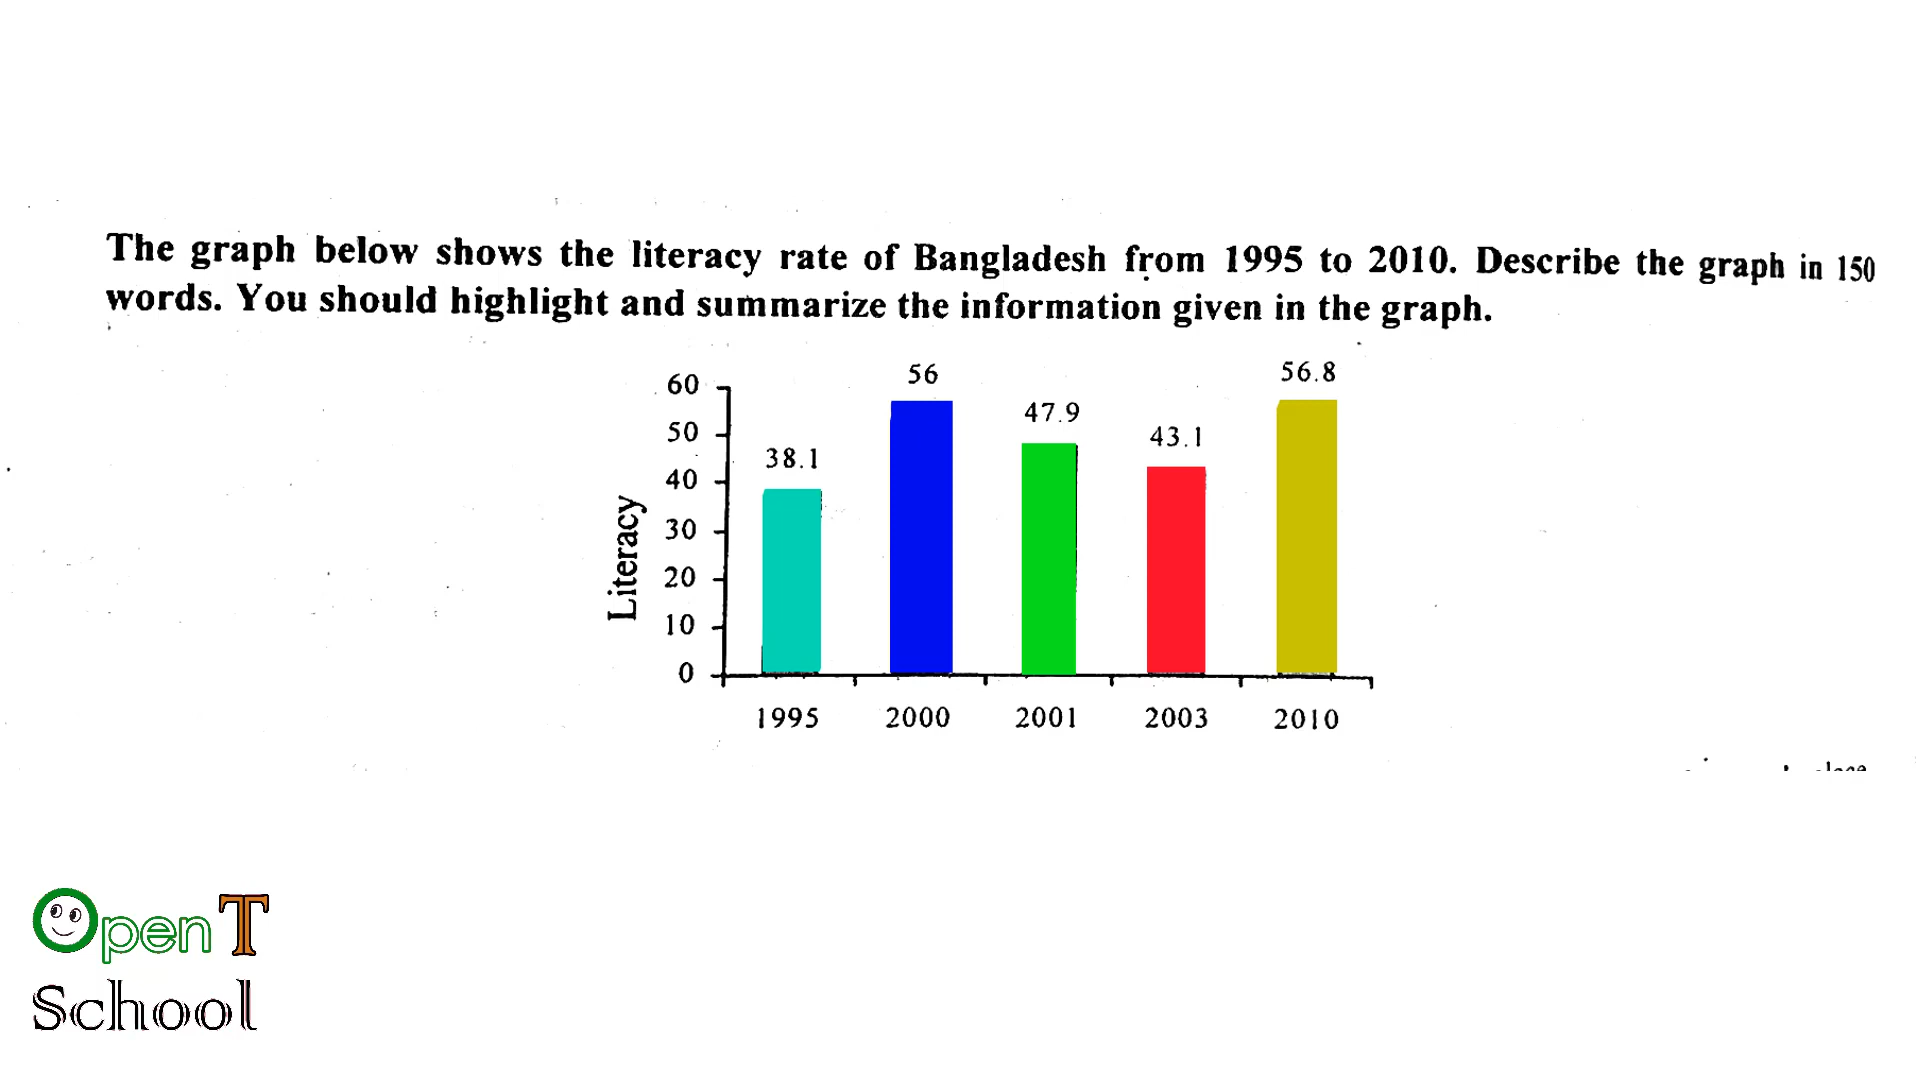 The graph below shows the literacy rate of Bangladesh from 1995 to 2010. Describe the graph in 150
words. You should highlight and summarize the information given in the graph.
56
56.8
47.9
43.1
38.1
60
50
40
30
20
10
0
Literacy
1995 2000 2001 2003 2010
Open T
School